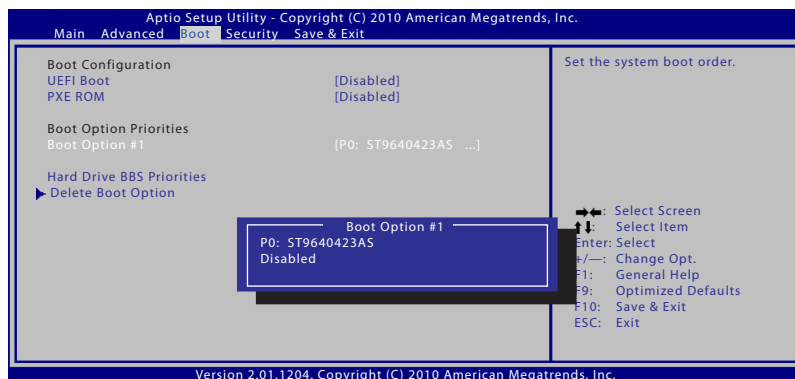 Aptio Setup Utility - Copyright (C) 2010 American Megatrends, Inc.
Main Advanced Boot Security Save & Exit
Boot Configuration
UEFI Boot [Disabled]
PXE ROM [Disabled]
Boot Option Priorities
Boot Option #1 [P0: ST9640423AS ...]
Hard Drive BBS Priorities
Delete Boot Option
Boot Option #1
P0: ST9640423AS
Disabled
Set the system boot order.
: Select Screen
: Select Item
Enter: Select
+/—: Change Opt.
F1: General Help
F9: Optimized Defaults
F10: Save & Exit
ESC: Exit
Version 2.01.1204. Copyright (C) 2010 American Megatrends, Inc.